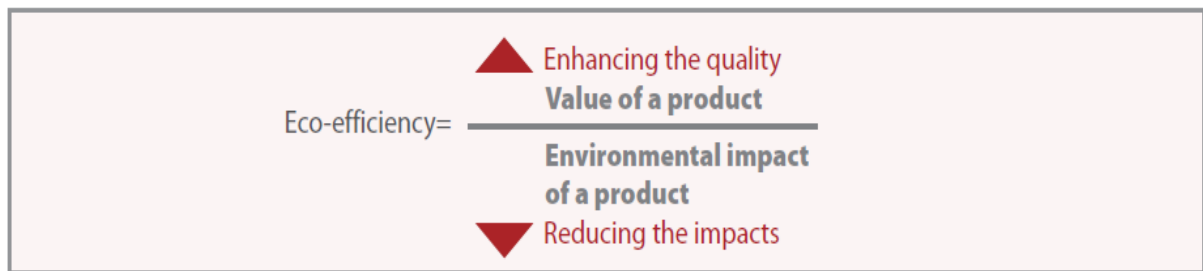 Enhancing the quality
Value of a product
Eco-efficiency=
Environmental impact
of a product
Reducing the impacts